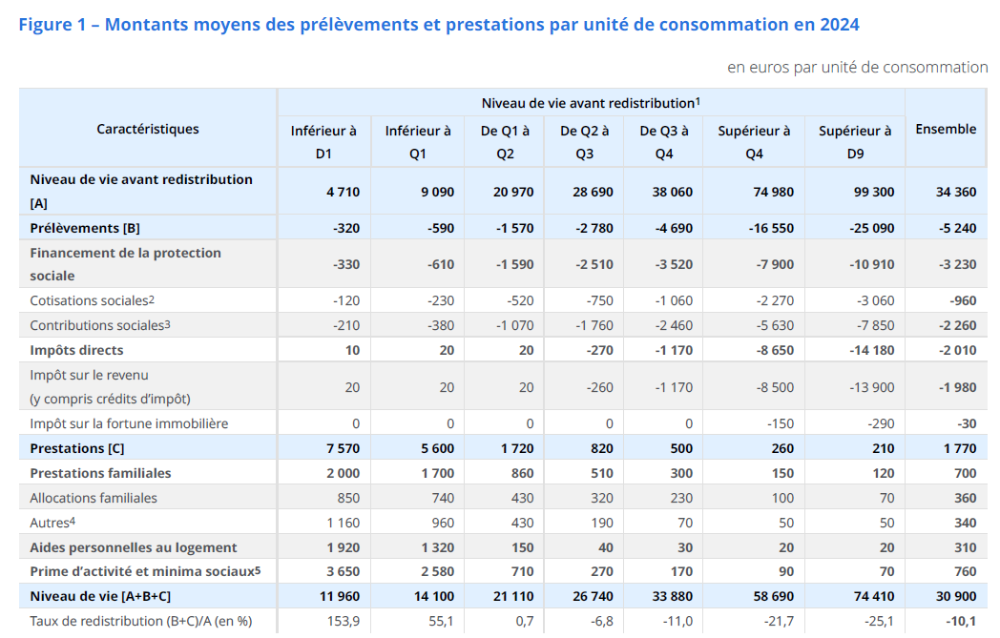 Figure 1 – Montants moyens des prélèvements et prestations par unité de consommation en 2024
en euros par unité de consommation
Caractéristiques Niveau de vie avant redistribution1 Ensemble
Inférieur à D1 Inférieur à Q1 De Q1 à Q2 De Q2 à Q3 De Q3 à Q4 Supérieur à Q4 Supérieur à D9
Niveau de vie avant redistribution [A] 4 710 9 090 20 970 28 690 38 060 74 980 99 300 34 360
Prélèvements [B] -320 -590 -1 570 -2 780 -4 690 -16 550 -25 090 -5 240
Financement de la protection sociale -330 -610 -1 590 -2 510 -3 520 -7 900 -10 910 -3 230
Cotisations sociales2 -120 -230 -520 -750 -1 060 -2 270 -3 060 -960
Contributions sociales3 -210 -380 -1 070 -1 760 -2 460 -5 630 -7 850 -2 260
Impôts directs 10 20 20 -270 -1 170 -8 650 -14 180 -2 010
Impôt sur le revenu (y compris crédits d’impôt) 20 20 20 -260 -1 170 -8 500 -13 900 -1 980
Impôt sur la fortune immobilière 0 0 0 0 0 -150 -290 -30
Prestations [C] 7 570 5 600 1 720 820 500 260 210 1 770
Prestations familiales 2 000 1 700 860 510 300 150 120 700
Allocations familiales 850 740 430 320 230 100 70 360
Autres4 1 160 960 430 190 70 50 50 340
Aides personnelles au logement 1 920 1 320 150 40 30 20 20 310
Prime d’activité et minima sociaux5 3 650 2 580 710 270 170 90 70 760
Niveau de vie [A+B+C] 11 960 14 100 21 110 26 740 33 880 58 690 74 410 30 900
Taux de redistribution (B+C)/A (en %) 153,9 55,1 0,7 -6,8 -11,0 -21,7 -25,1 -10,1